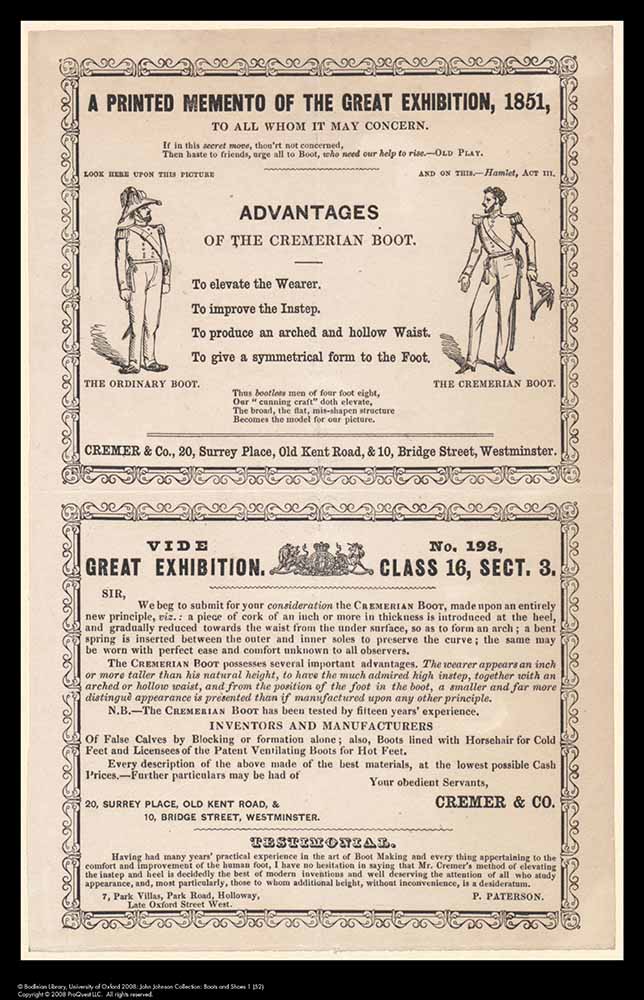 A PRINTED MEMENTO OF THE GREAT EXHIBITION, 1851,
TO ALL WHOM IT MAY CONCERN.
If in this secret move, thou'rt not concerned,
Then haste to friends, urge all to Boot, who need our help to rise.—OLD PLAY.
LOOK HERE UPON THIS PICTURE
AND ON THIS.—Hamlet, ACT III.
ADVANTAGES
OF THE CREMERIAN BOOT.
To elevate the Wearer.
To improve the Instep.
To produce an arched and hollow Waist.
To give a symmetrical form to the Foot.
THE ORDINARY BOOT.
THE CREMERIAN BOOT.
Thus bootless men of four foot eight,
Our "cunning craft" doth elevate,
The broad, the flat, mis-shapen structure
Becomes the model for our picture.
CREMER & Co., 20, Surrey Place, Old Kent Road, & 10, Bridge Street, Westminster.
VIDE
GREAT EXHIBITION.
No. 198,
CLASS 16, SECT. 3.
SIR,
We beg to submit for your consideration the CREMERIAN BOOT, made upon an entirely
new principle, viz.: a piece of cork of an inch or more in thickness is introduced at the heel,
and gradually reduced towards the waist from the under surface, so as to form an arch; a bent
spring is inserted between the outer and inner soles to preserve the curve; the same may
be worn with perfect ease and comfort unknown to all observers.
The CREMERIAN BOOT possesses several important advantages. The wearer appears an inch
or more taller than his natural height, to have the much admired high instep, together with an
arched or hollow waist, and from the position of the foot in the boot, a smaller and far more
distinguè appearance is presented than if manufactured upon any other principle.
N.B.—The CREMERIAN BOOT has been tested by fifteen years' experience.
INVENTORS AND MANUFACTURERS
Of False Calves by Blocking or formation alone; also, Boots lined with Horsehair for Cold
Feet and Licensees of the Patent Ventilating Boots for Hot Feet.
Every description of the above made of the best materials, at the lowest possible Cash
Prices.—Further particulars may be had of
Your obedient Servants,
20, SURREY PLACE, OLD KENT ROAD, &
CREMER & CO.
10, BRIDGE STREET, WESTMINSTER.
TESTIMONIAL.
Having had many years' practical experience in the art of Boot Making and every thing appertaining to the
comfort and improvement of the human foot, I have no hesitation in saying that Mr. Cremer's method of elevating
the instep and heel is decidedly the best of modern inventions and well deserving the attention of all who study
appearance, and, most particularly, those to whom additional height, without inconvenience, is a desideratum.
7, Park Villas, Park Road, Holloway,
P. PATERSON.
Late Oxford Street West.
© Bodleian Library, University of Oxford 2008: John Johnson Collection: Boots and Shoes 1 (52)
Copyright © 2008 ProQuest LLC. All rights reserved.